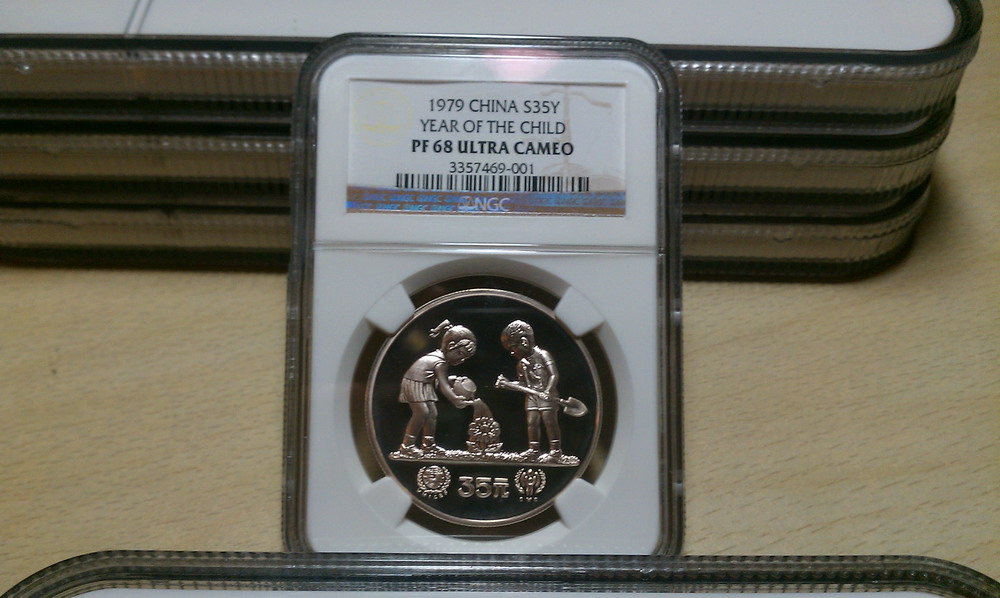 1979 CHINA S35Y
YEAR OF THE CHILD
PF 68 ULTRA CAMEO
3357469-001
NGC
35元